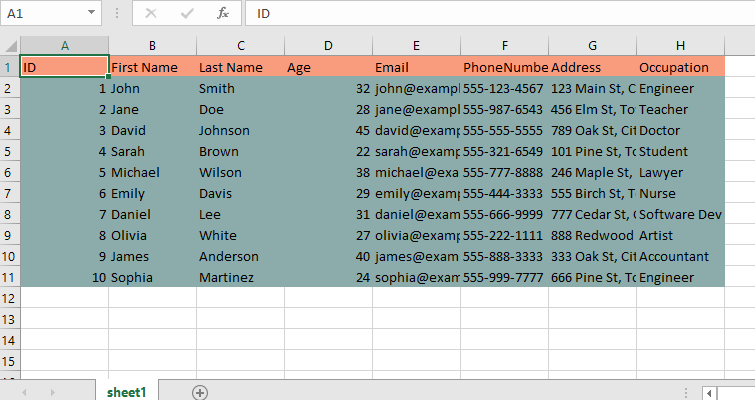 A1 fx ID
A B C D E F G H
1 ID First Name Last Name Age Email PhoneNumbe Address Occupation
2 1 John Smith 32 john@exampl 555-123-4567 123 Main St, C Engineer
3 2 Jane Doe 28 jane@exampl 555-987-6543 456 Elm St, To Teacher
4 3 David Johnson 45 david@examp 555-555-5555 789 Oak St, Cit Doctor
5 4 Sarah Brown 22 sarah@examp 555-321-6549 101 Pine St, To Student
6 5 Michael Wilson 38 michael@exa 555-777-8888 246 Maple St, Lawyer
7 6 Emily Davis 29 emily@examp 555-444-3333 555 Birch St, T Nurse
8 7 Daniel Lee 31 daniel@exam 555-666-9999 777 Cedar St, Software Dev
9 8 Olivia White 27 olivia@exam 555-222-1111 888 Redwood Artist
10 9 James Anderson 40 james@exam 555-888-3333 333 Oak St, Cit Accountant
11 10 Sophia Martinez 24 sophia@exam 555-999-7777 666 Pine St, To Engineer
12
13
14
15
sheet1